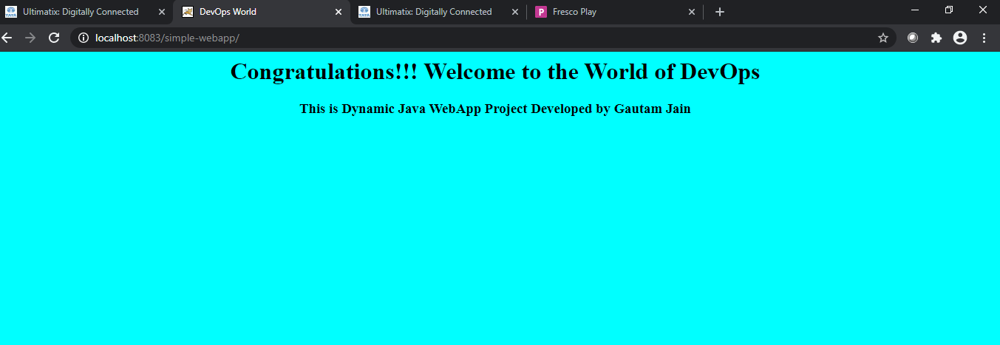 Ultimatix: Digitally Connected
DevOps World
Ultimatix: Digitally Connected
P Fresco Play
localhost:8083/simple-webapp/
Congratulations!!! Welcome to the World of DevOps
This is Dynamic Java WebApp Project Developed by Gautam Jain